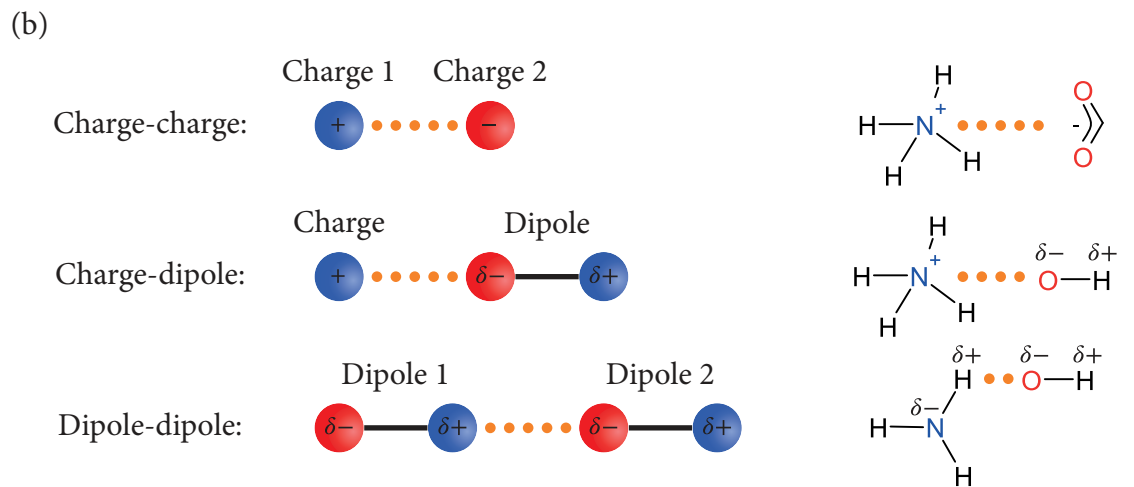 (b)
Charge 1 Charge 2
Charge-charge: + − H H N + H H O - O
Charge Dipole
Charge-dipole: + δ− δ+ H H N + H H δ− O δ+ H
Dipole 1 Dipole 2
Dipole-dipole: δ− δ+ δ− δ+ δ+ H δ− O δ+ H δ− H N H